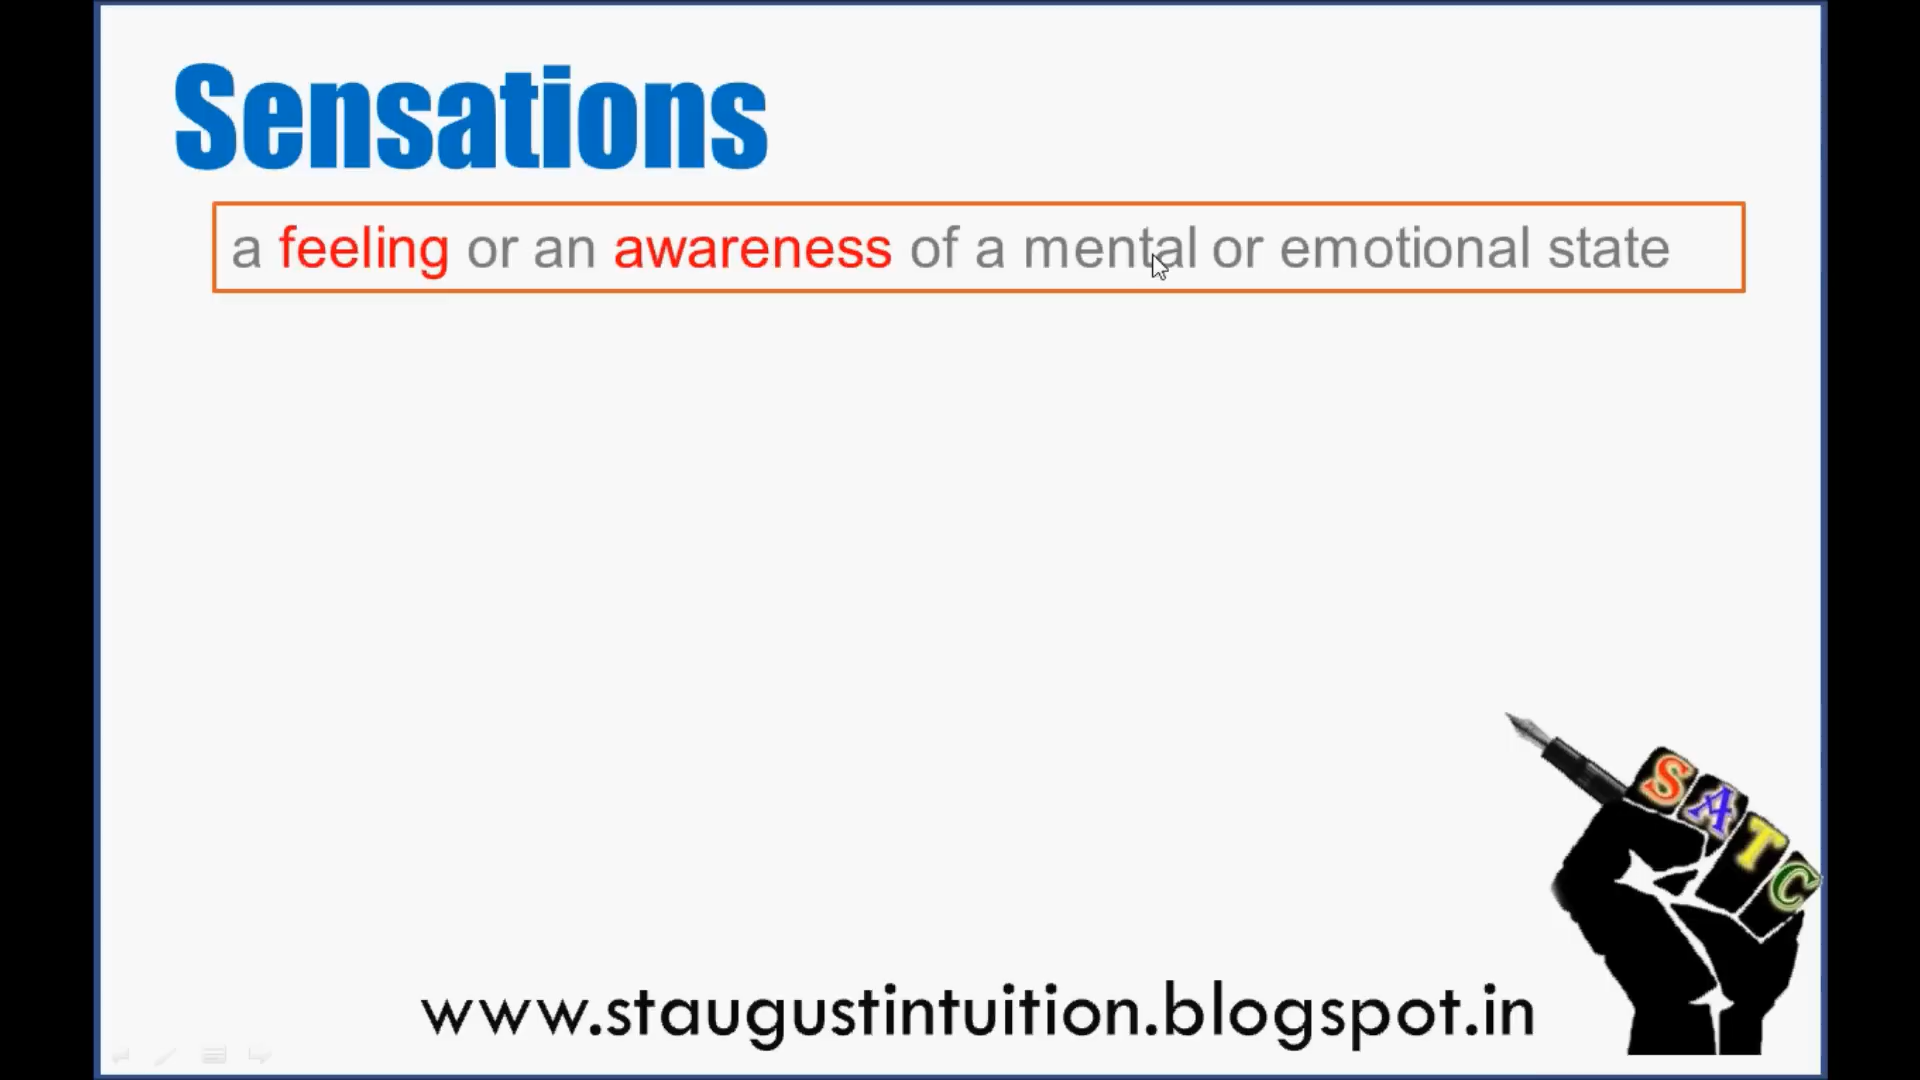 Sensations
a feeling or an awareness of a mental or emotional state
SATC
www.staugustintuition.blogspot.in